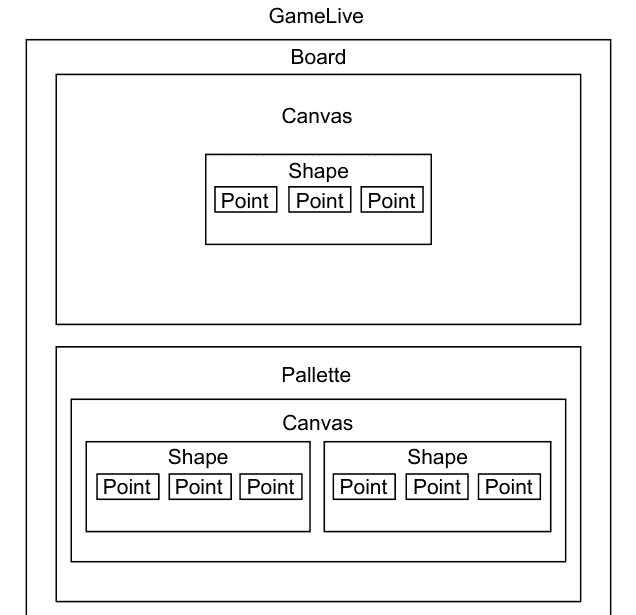 GameLive
Board
Canvas
Shape
Point Point Point
Pallette
Canvas
Shape Shape
Point Point Point Point Point Point